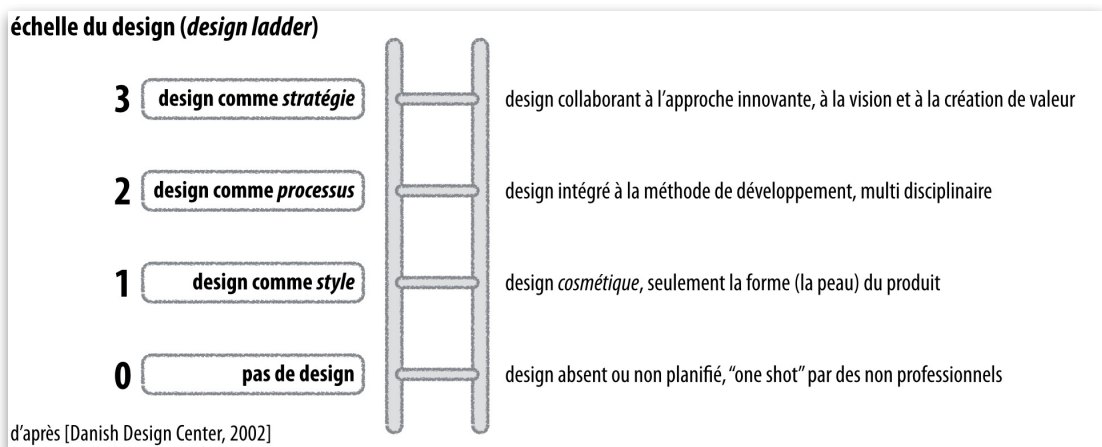 échelle du design (design ladder)
3 design comme stratégie design collaborant à l'approche innovante, à la vision et à la création de valeur
2 design comme processus design intégré à la méthode de développement, multi disciplinaire
1 design comme style design cosmétique, seulement la forme (la peau) du produit
0 pas de design design absent ou non planifié, "one shot" par des non professionnels
d'après [Danish Design Center, 2002]